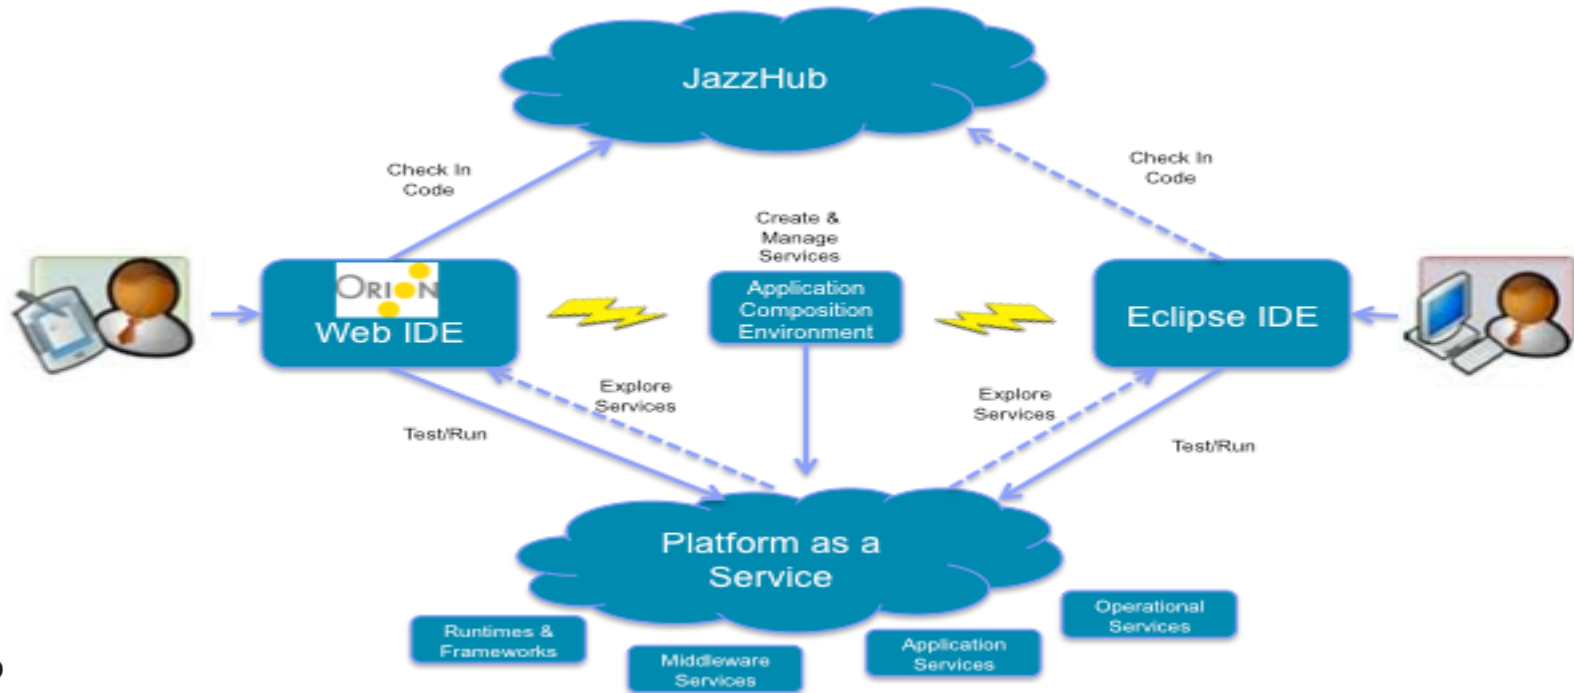 JazzHub
Check In
Code
Check In
Code
Create &
Manage
Services
ORION
Web IDE
Application
Composition
Environment
Eclipse IDE
Explore
Services
Explore
Services
Test/Run
Test/Run
Platform as a
Service
Runtimes &
Frameworks
Middleware
Services
Application
Services
Operational
Services